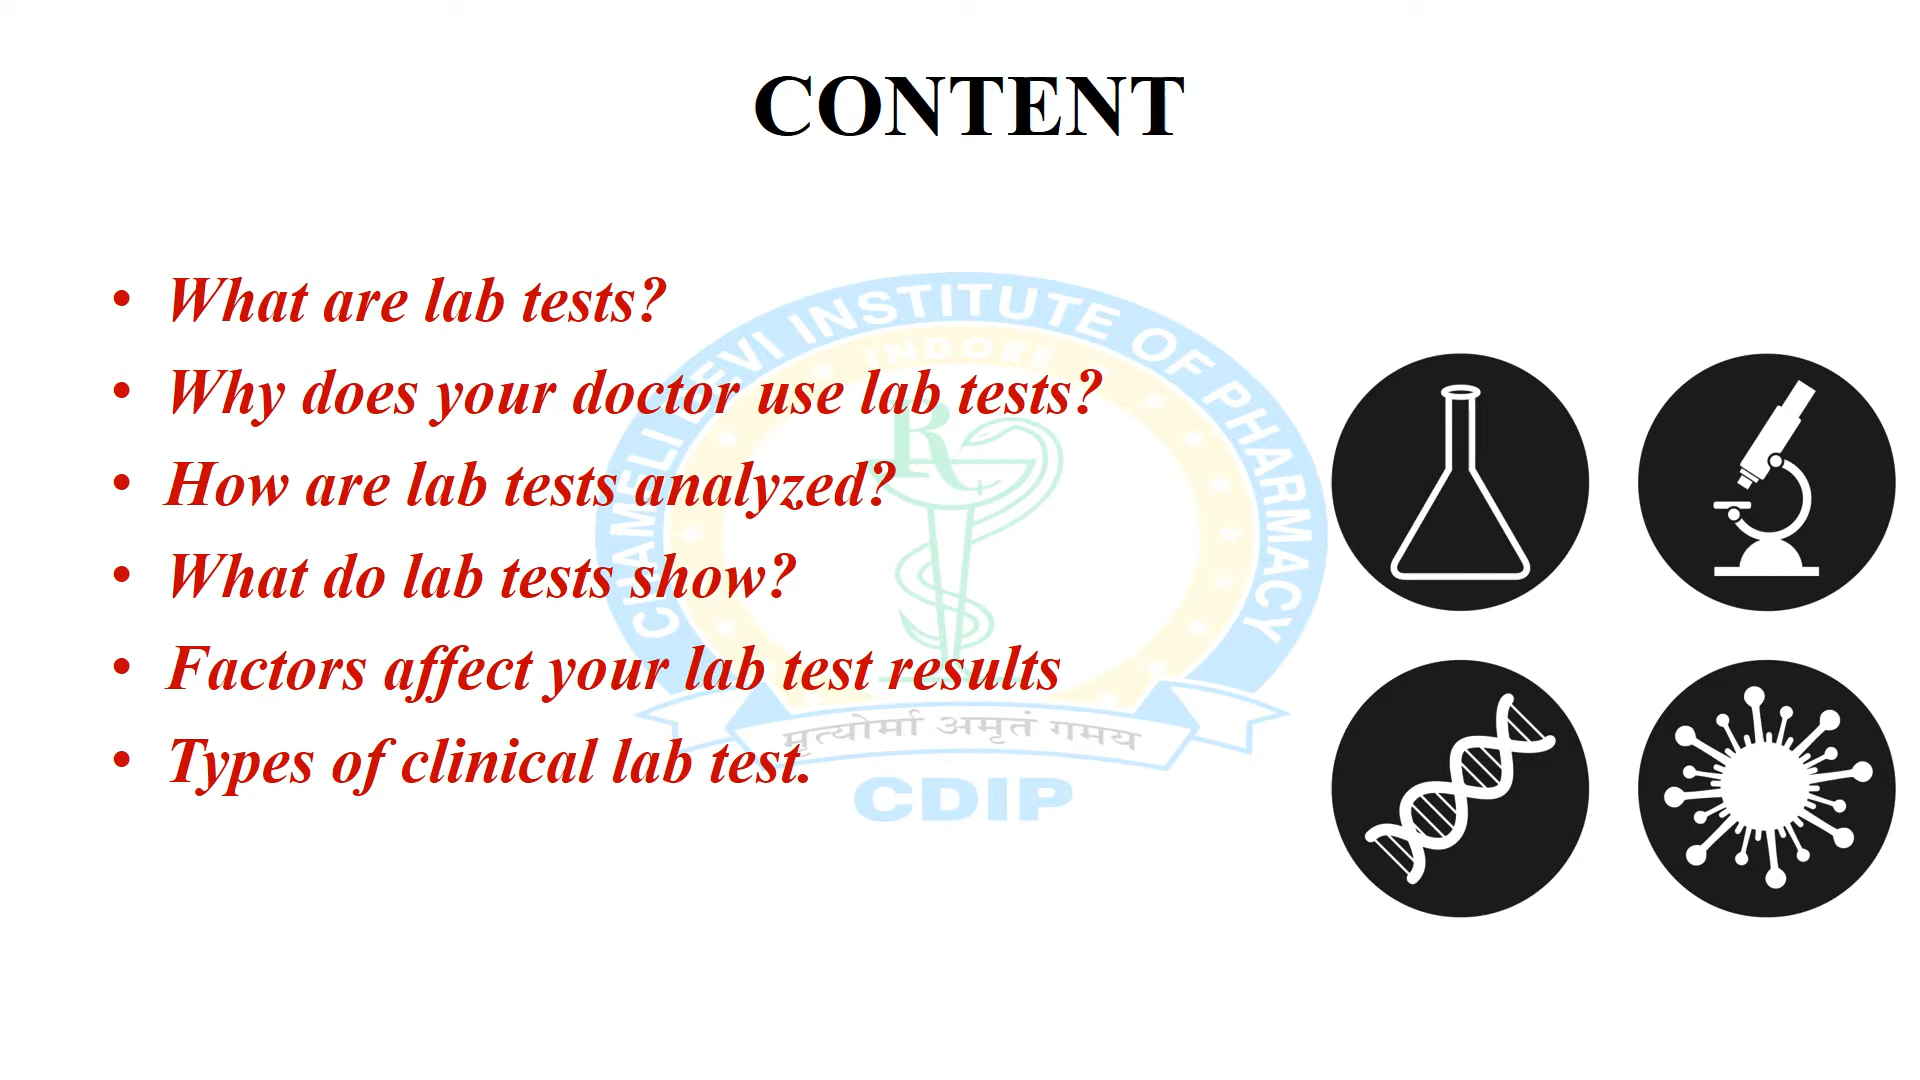 CONTENT
• What are lab tests?
• Why does your doctor use lab tests?
• How are lab tests analyzed?
• What do lab tests show?
• Factors affect your lab test results
• Types of clinical lab test.
CHAMELI DEVI INSTITUTE OF PHARMACY
INDORE
R
मृत्योर्मा अमृतं गमय
CDIP